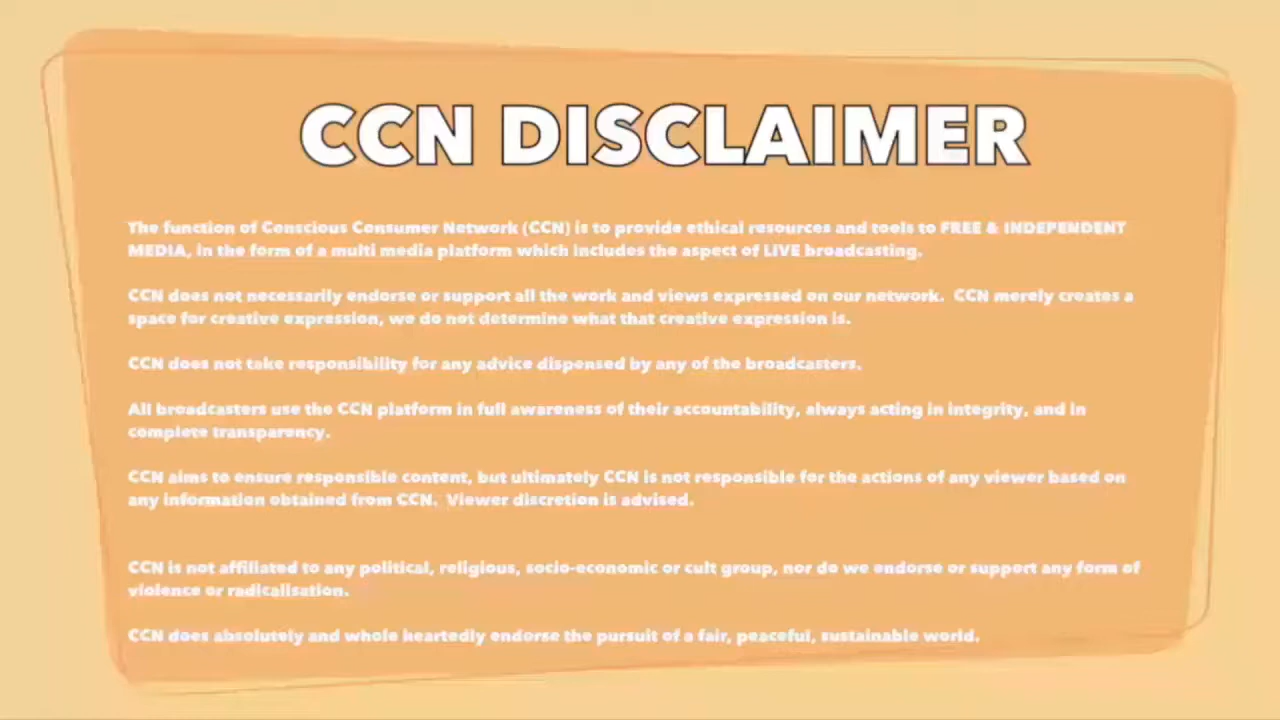 CCN DISCLAIMER
The function of Conscious Consumer Network (CCN) is to provide ethical resources and tools to FREE & INDEPENDENT
MEDIA, in the form of a multi media platform which includes the aspect of LIVE broadcasting.
CCN does not necessarily endorse or support all the work and views expressed on our network.  CCN merely creates a
space for creative expression, we do not determine what that creative expression is.
CCN does not take responsibility for any advice dispensed by any of the broadcasters.
All broadcasters use the CCN platform in full awareness of their accountability, always acting in integrity, and in
complete transparency.
CCN aims to ensure responsible content, but ultimately CCN is not responsible for the actions of any viewer based on
any information obtained from CCN.  Viewer discretion is advised.
CCN is not affiliated to any political, religious, socio-economic or cult group, nor do we endorse or support any form of
violence or radicalisation.
CCN does absolutely and whole heartedly endorse the pursuit of a fair, peaceful, sustainable world.